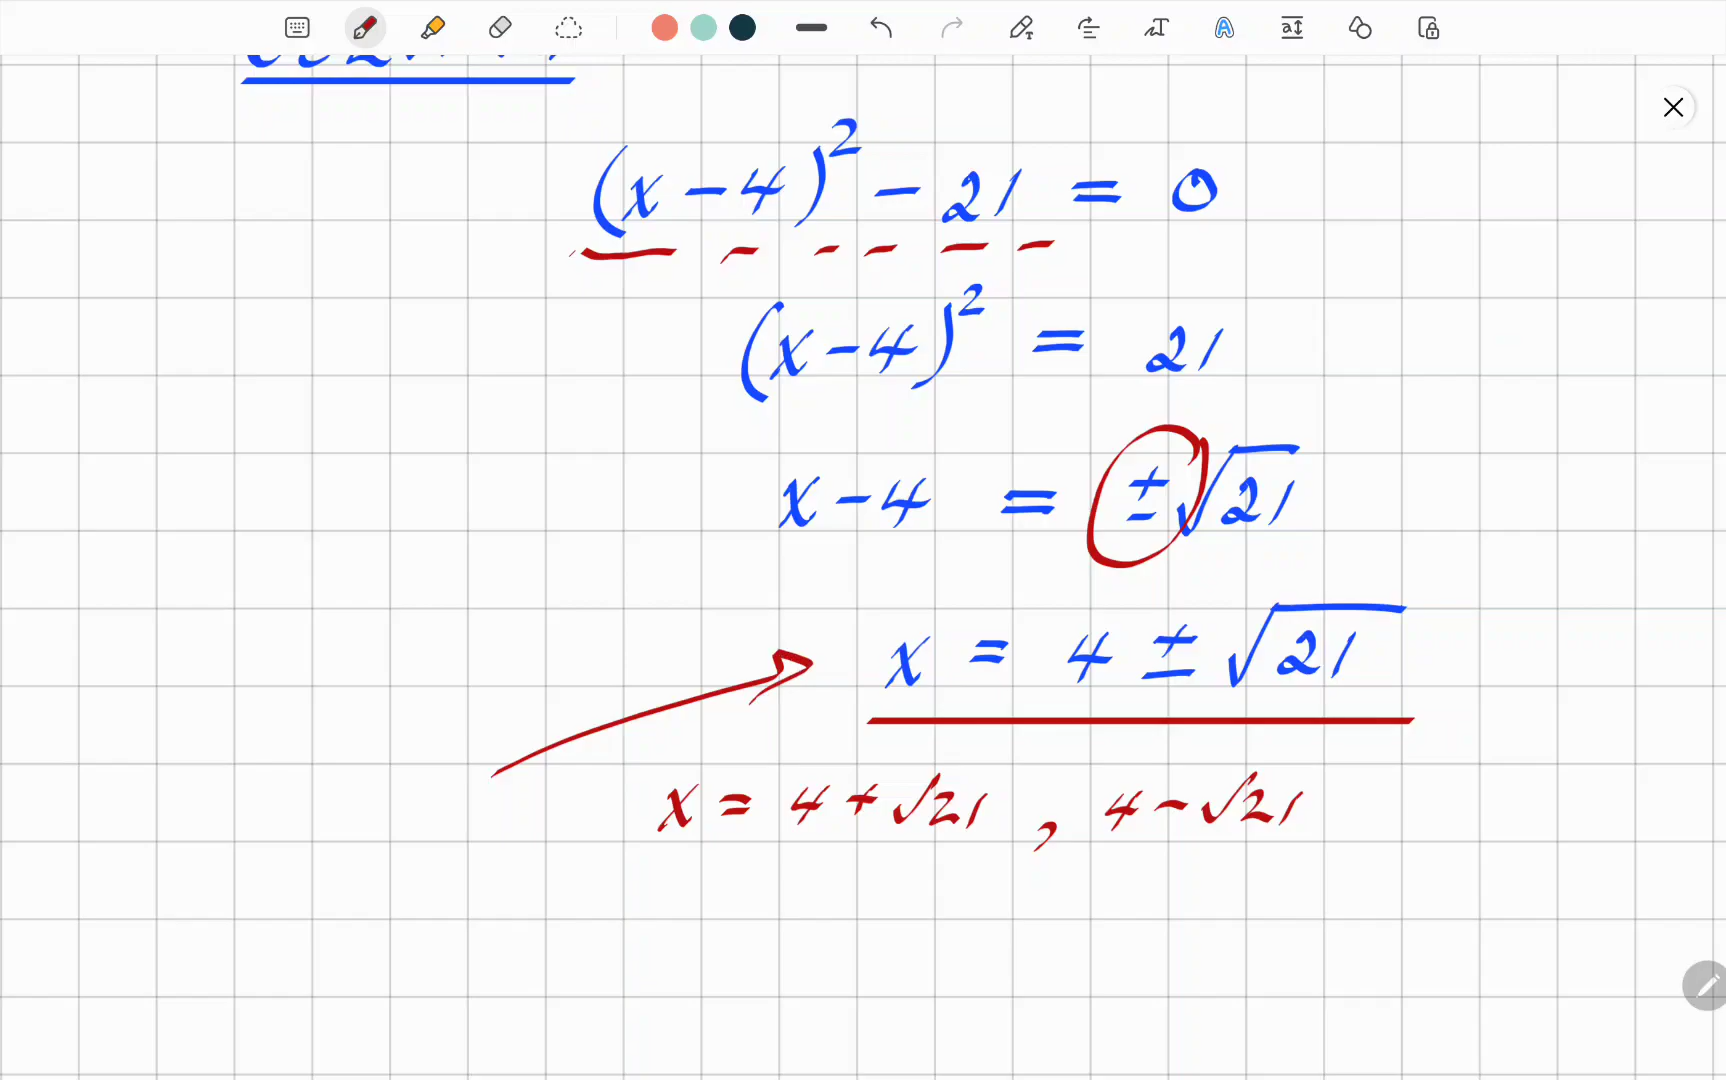 (x-4)² - 21 = 0
(x-4)² = 21
x-4 = ±√21
x = 4 ± √21
x = 4 + √21 , 4 - √21